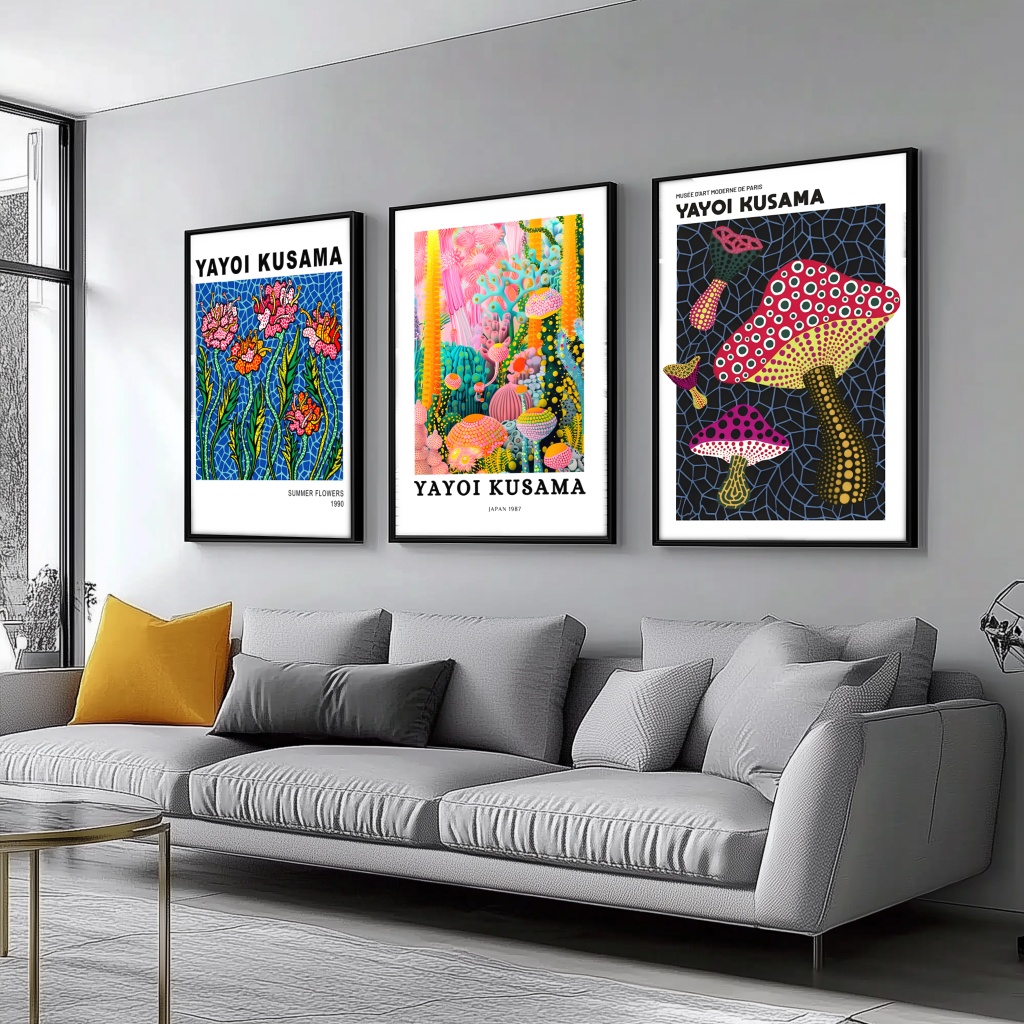 YAYOI KUSAMA
SUMMER FLOWERS
1990
YAYOI KUSAMA
JAPAN 1987
MUSÉE D'ART MODERNE DE PARIS
YAYOI KUSAMA